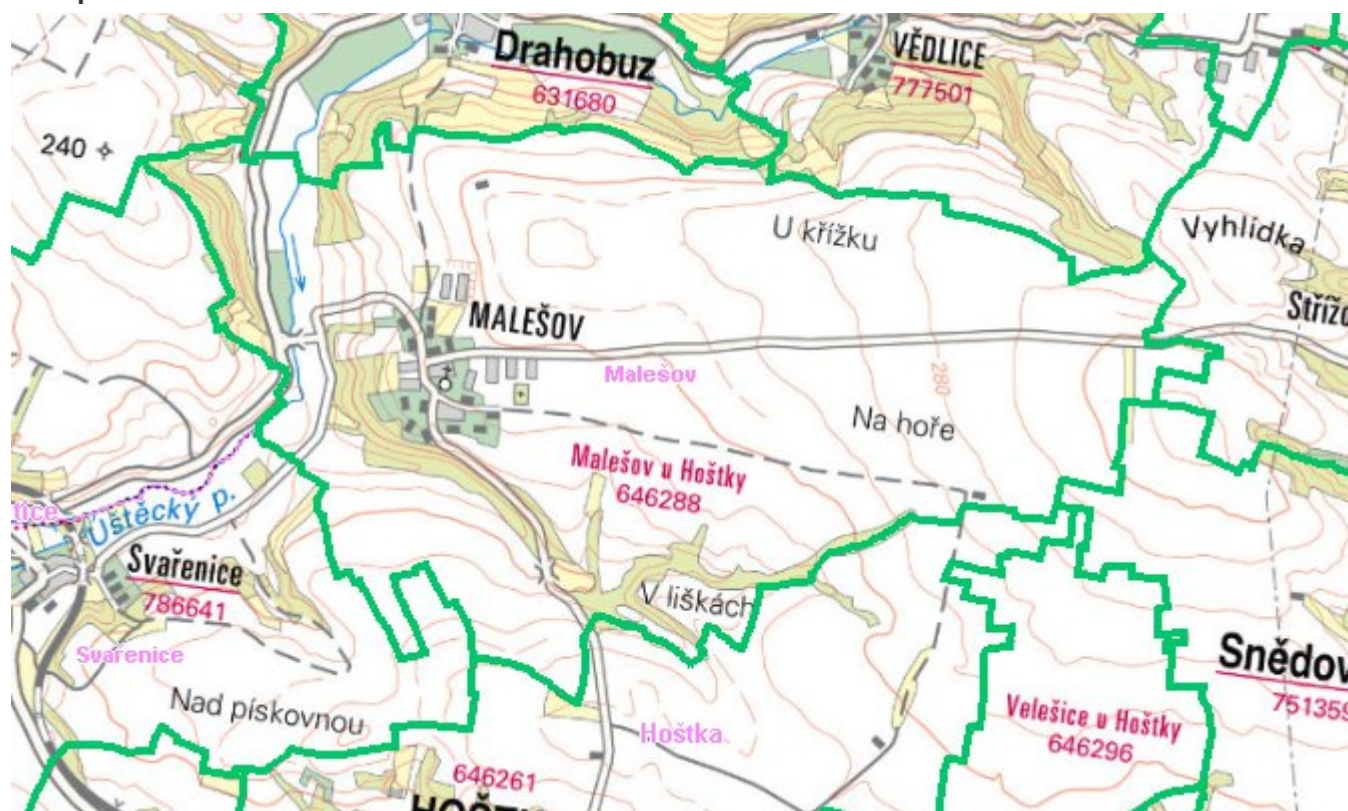 Drahobuz
631680
VĚDLICE
777501
240
U křížku
Vyhlídka
MALEŠOV
Malešov
280
Na hoře
Malešov u Hoštky
646288
Úštěcký p.
Svařenice
786641
V liškách
Svařenice
Nad pískovnou
Hoštka
Velešice u Hoštky
646296
646261